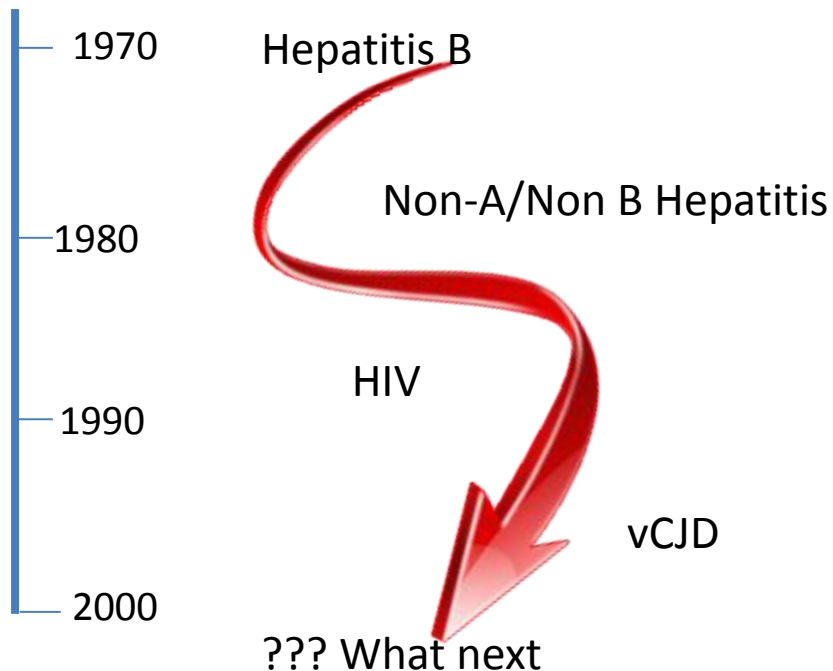 1970
Hepatitis B
Non-A/Non B Hepatitis
1980
HIV
1990
vCJD
2000
??? What next